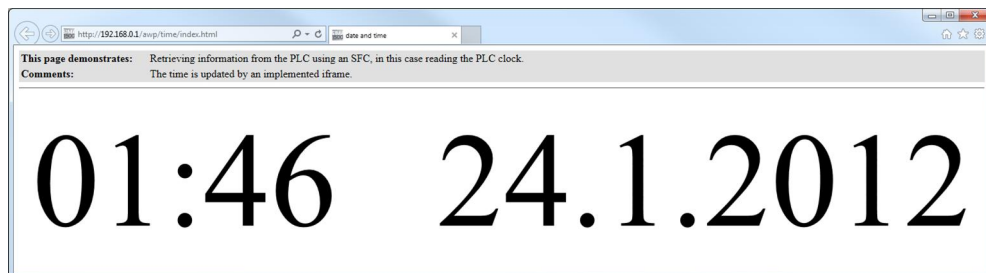 http://192.168.0.1/awp/time/index.html
date and time
This page demonstrates: Retrieving information from the PLC using an SFC, in this case reading the PLC clock.
Comments: The time is updated by an implemented iframe.
01:46 24.1.2012